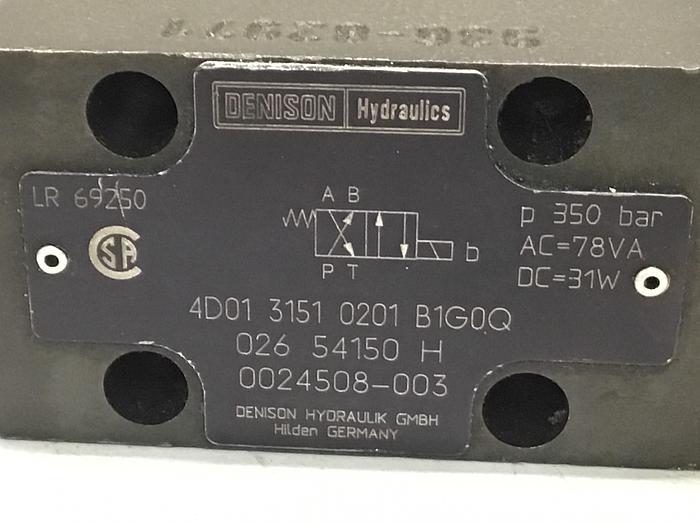 DENISON Hydraulics
LR 69250
CSA
A B
P T
b
p 350 bar
AC=78VA
DC=31W
4D01 3151 0201 B1G0Q
026 54150 H
0024508-003
DENISON HYDRAULIK GMBH
Hilden GERMANY